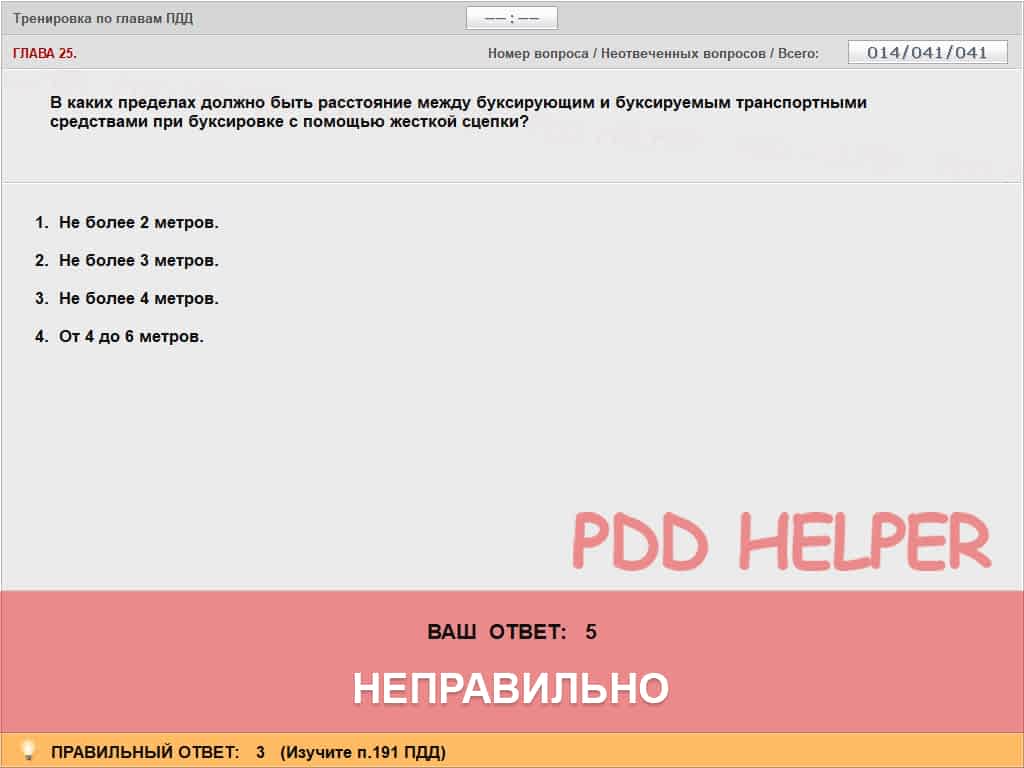 Тренировка по главам ПДД
—— : ——
ГЛАВА 25.
Номер вопроса / Неотвеченных вопросов / Всего:
014/041/041
В каких пределах должно быть расстояние между буксирующим и буксируемым транспортными
средствами при буксировке с помощью жесткой сцепки?
1. Не более 2 метров.
2. Не более 3 метров.
3. Не более 4 метров.
4. От 4 до 6 метров.
PDD HELPER
ВАШ ОТВЕТ: 5
НЕПРАВИЛЬНО
ПРАВИЛЬНЫЙ ОТВЕТ: 3 (Изучите п.191 ПДД)